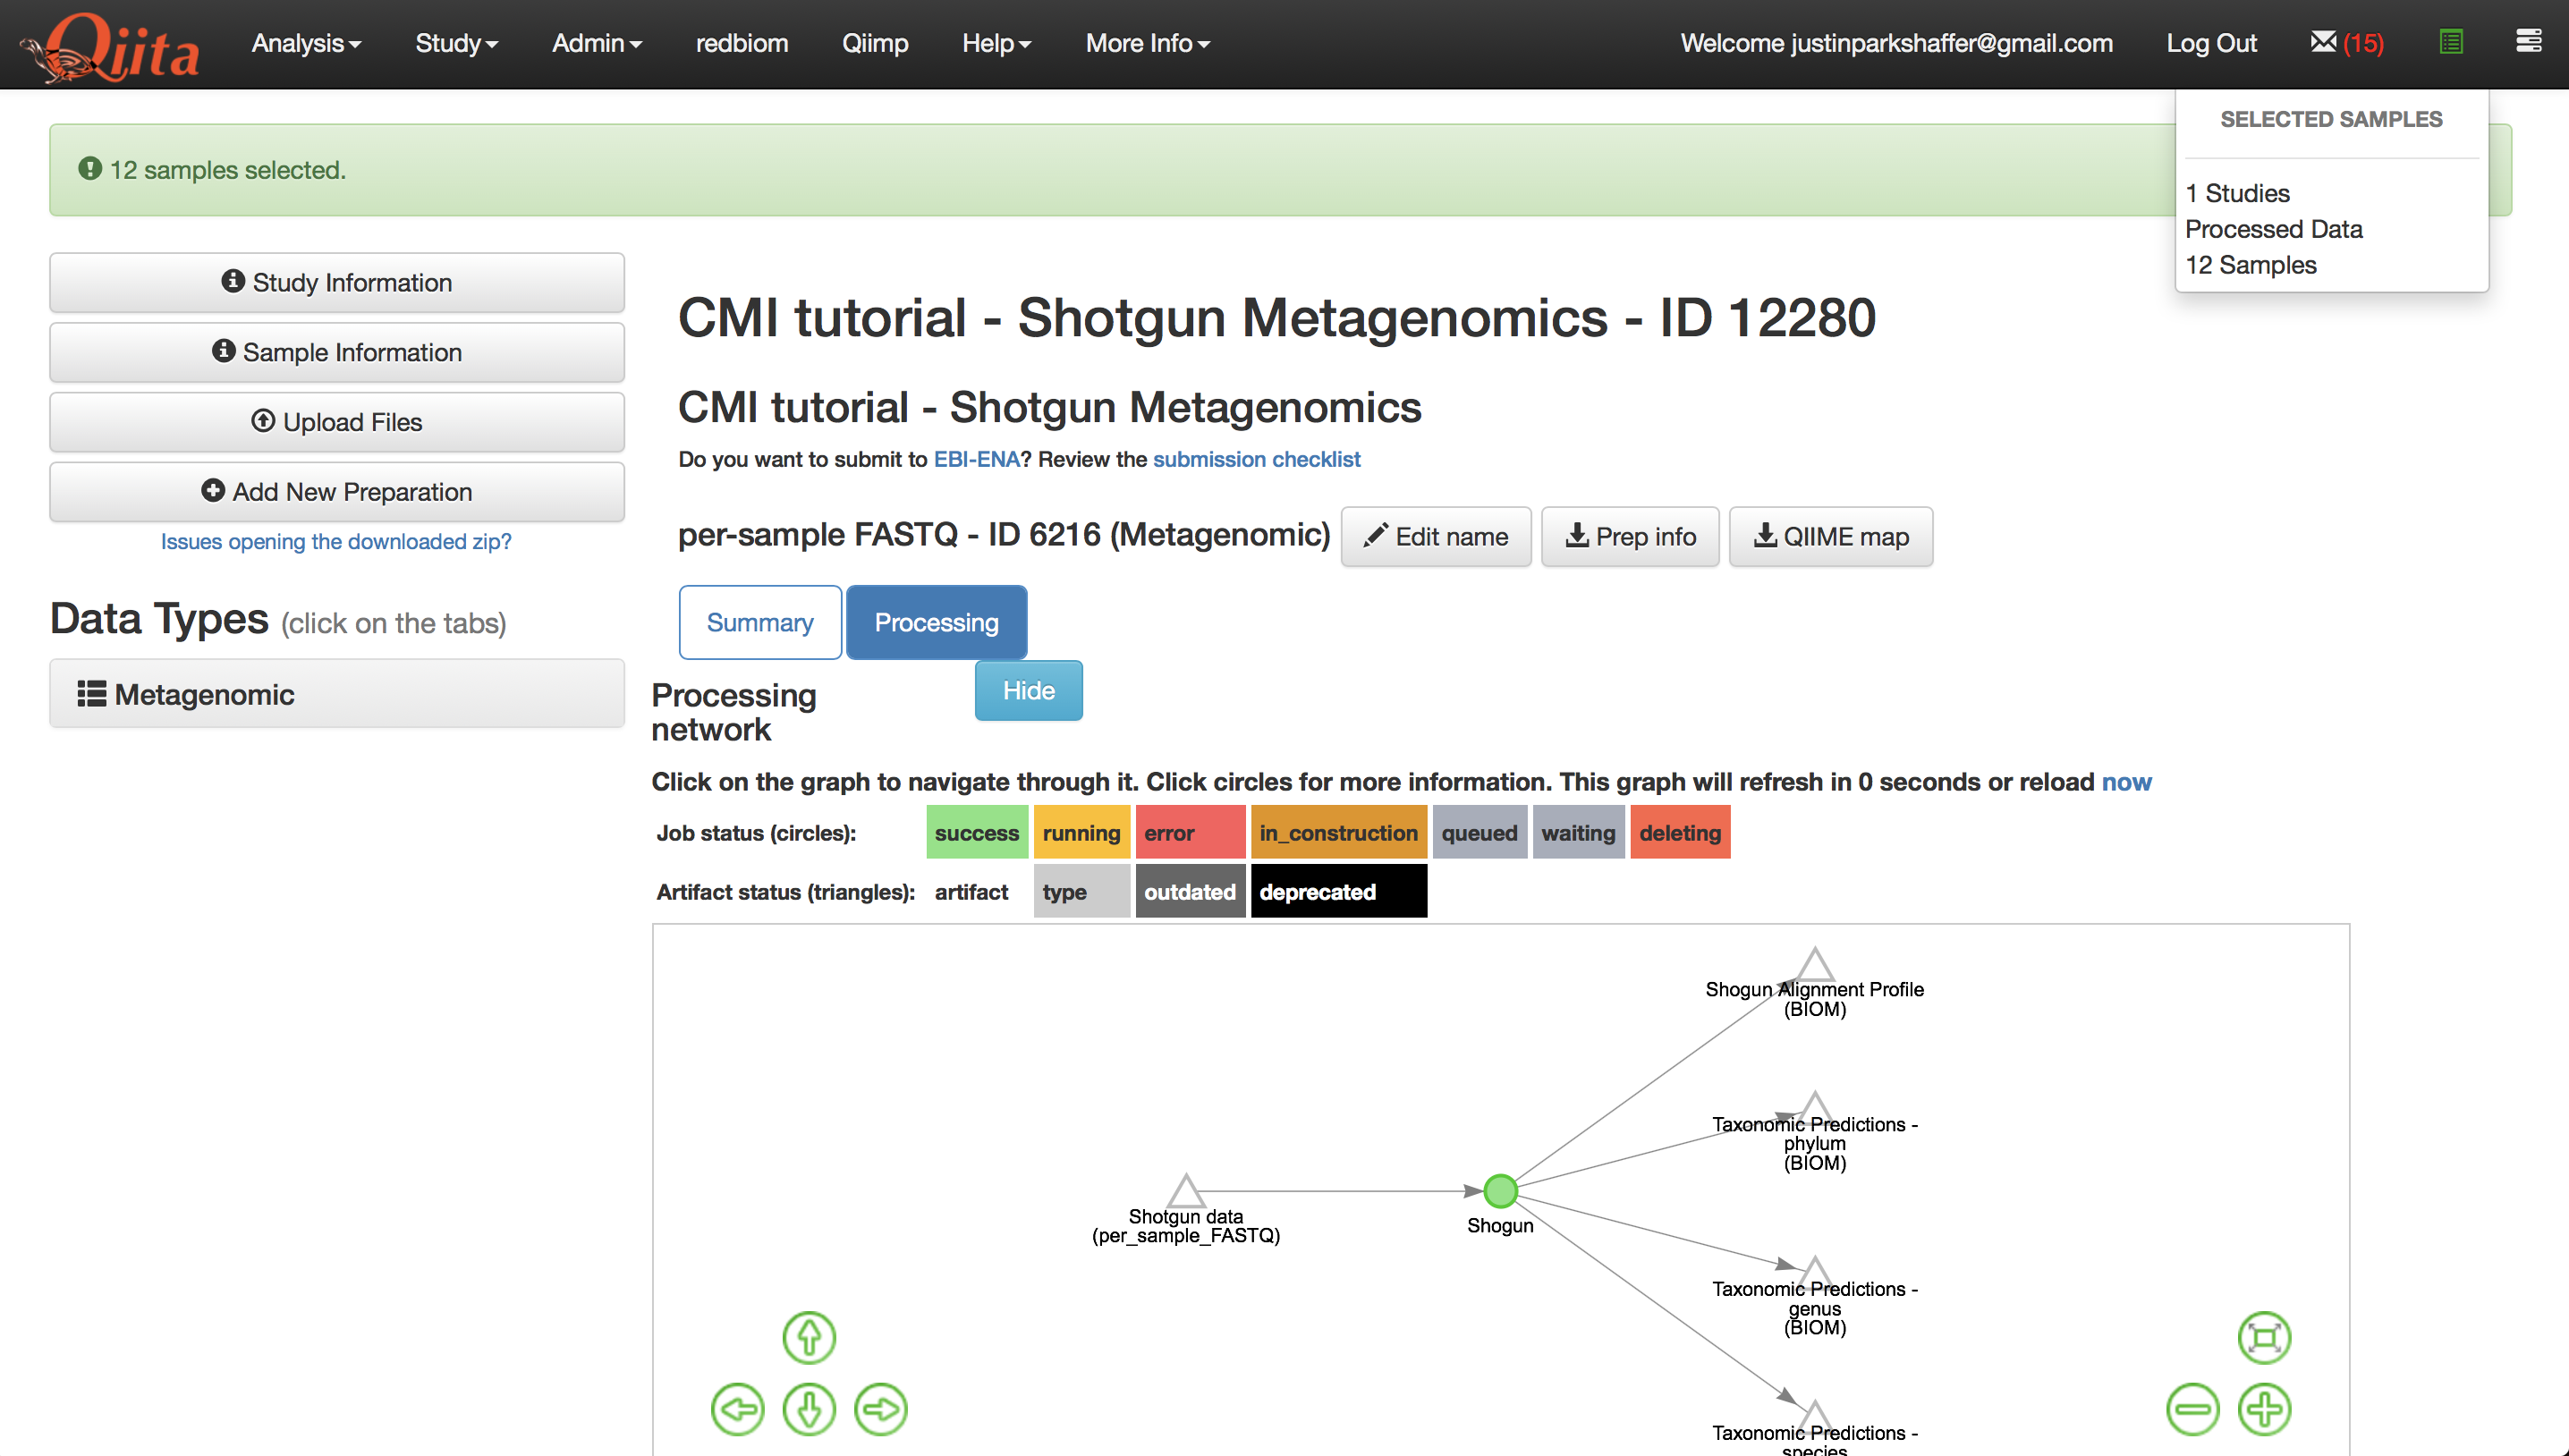 Qiita
Analysis
Study
Admin
redbiom
Qiimp
Help
More Info
Welcome justinparkshaffer@gmail.com
Log Out
(15)
SELECTED SAMPLES
1 Studies
Processed Data
12 Samples
12 samples selected.
Study Information
Sample Information
Upload Files
Add New Preparation
Issues opening the downloaded zip?
Data Types (click on the tabs)
Metagenomic
CMI tutorial - Shotgun Metagenomics - ID 12280
CMI tutorial - Shotgun Metagenomics
Do you want to submit to EBI-ENA? Review the submission checklist
per-sample FASTQ - ID 6216 (Metagenomic)
Edit name
Prep info
QIIME map
Summary
Processing
Processing
network
Hide
Click on the graph to navigate through it. Click circles for more information. This graph will refresh in 0 seconds or reload now
Job status (circles): success running error in_construction queued waiting deleting
Artifact status (triangles): artifact type outdated deprecated
Shogun Alignment Profile
(BIOM)
Taxonomic Predictions -
phylum
(BIOM)
Shotgun data
(per_sample_FASTQ)
Shogun
Taxonomic Predictions -
genus
(BIOM)
Taxonomic Predictions -
species